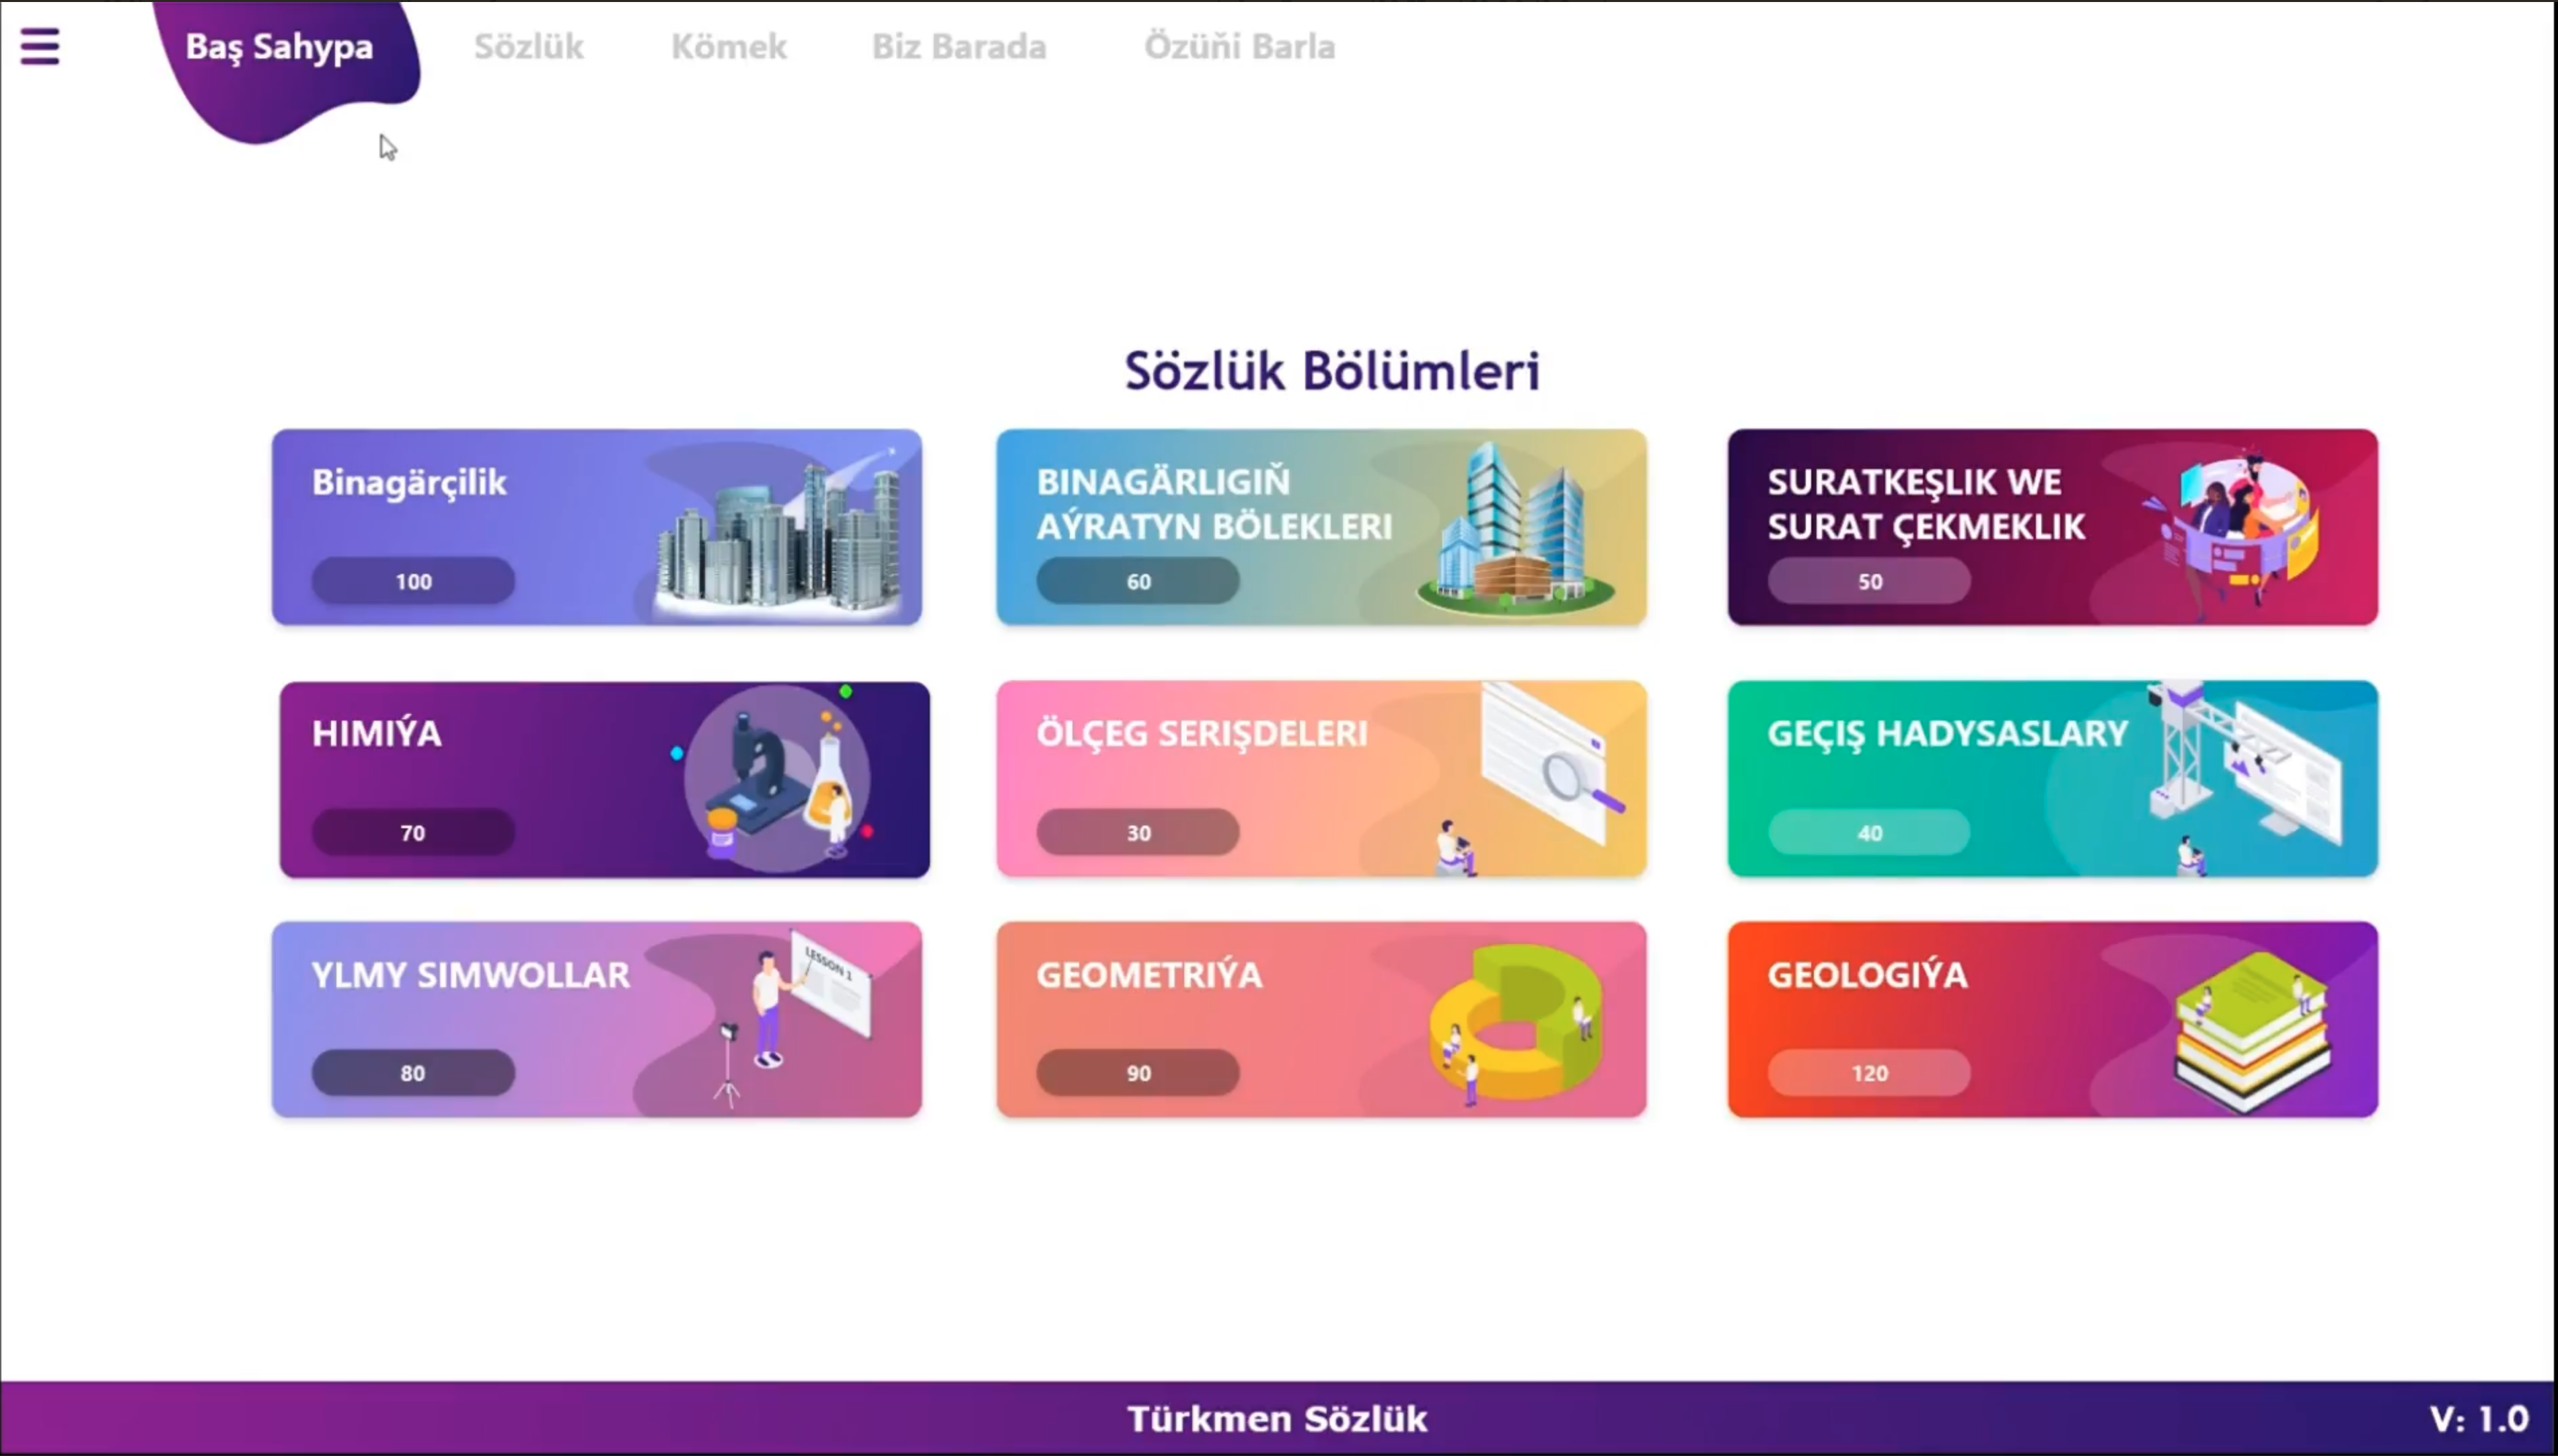 Baş Sahypa
Sözlük
Kömek
Biz Barada
Özüňi Barla
Sözlük Bölümleri
Binagärçilik
100
BINAGÄRLIGIŇ
AÝRATYN BÖLEKLERI
60
SURATKEŞLIK WE
SURAT ÇEKMEKLIK
50
HIMIÝA
70
ÖLÇEG SERIŞDELERI
30
GEÇIŞ HADYSASLARY
40
YLMY SIMWOLLAR
LESSON 1
80
GEOMETRIÝA
90
GEOLOGIÝA
120
Türkmen Sözlük
V: 1.0